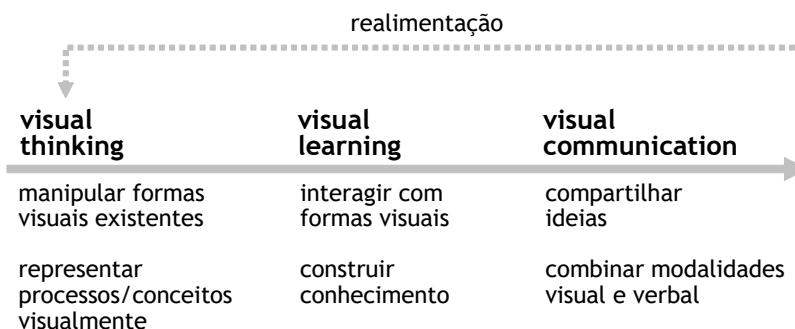 realimentação
visual
thinking
manipular formas
visuais existentes
representar
processos/conceitos
visualmente
visual
learning
interagir com
formas visuais
construir
conhecimento
visual
communication
compartilhar
ideias
combinar modalidades
visual e verbal